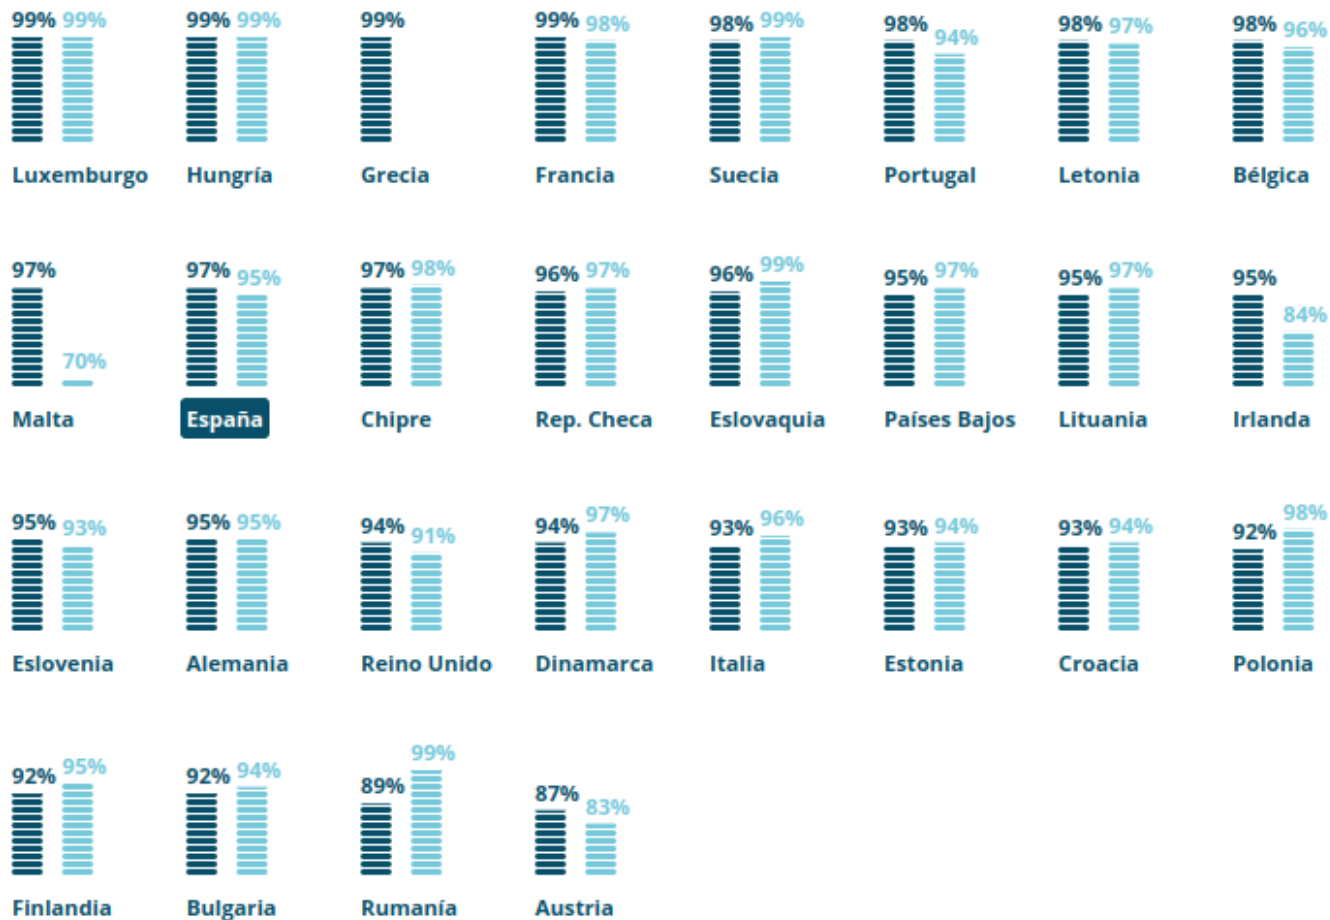 99% 99% 99% 99% 99% 99% 98% 98% 99% 98% 94% 98% 97% 98% 96%
Luxemburgo Hungría Grecia Francia Suecia Portugal Letonia Bélgica
97% 70% 97% 95% 97% 98% 96% 97% 96% 99% 95% 97% 95% 97% 95% 84%
Malta España Chipre Rep. Checa Eslovaquia Países Bajos Lituania Irlanda
95% 93% 95% 95% 94% 91% 94% 97% 93% 96% 93% 94% 93% 94% 92% 98%
Eslovenia Alemania Reino Unido Dinamarca Italia Estonia Croacia Polonia
92% 95% 92% 94% 89% 99% 87% 83%
Finlandia Bulgaria Rumanía Austria